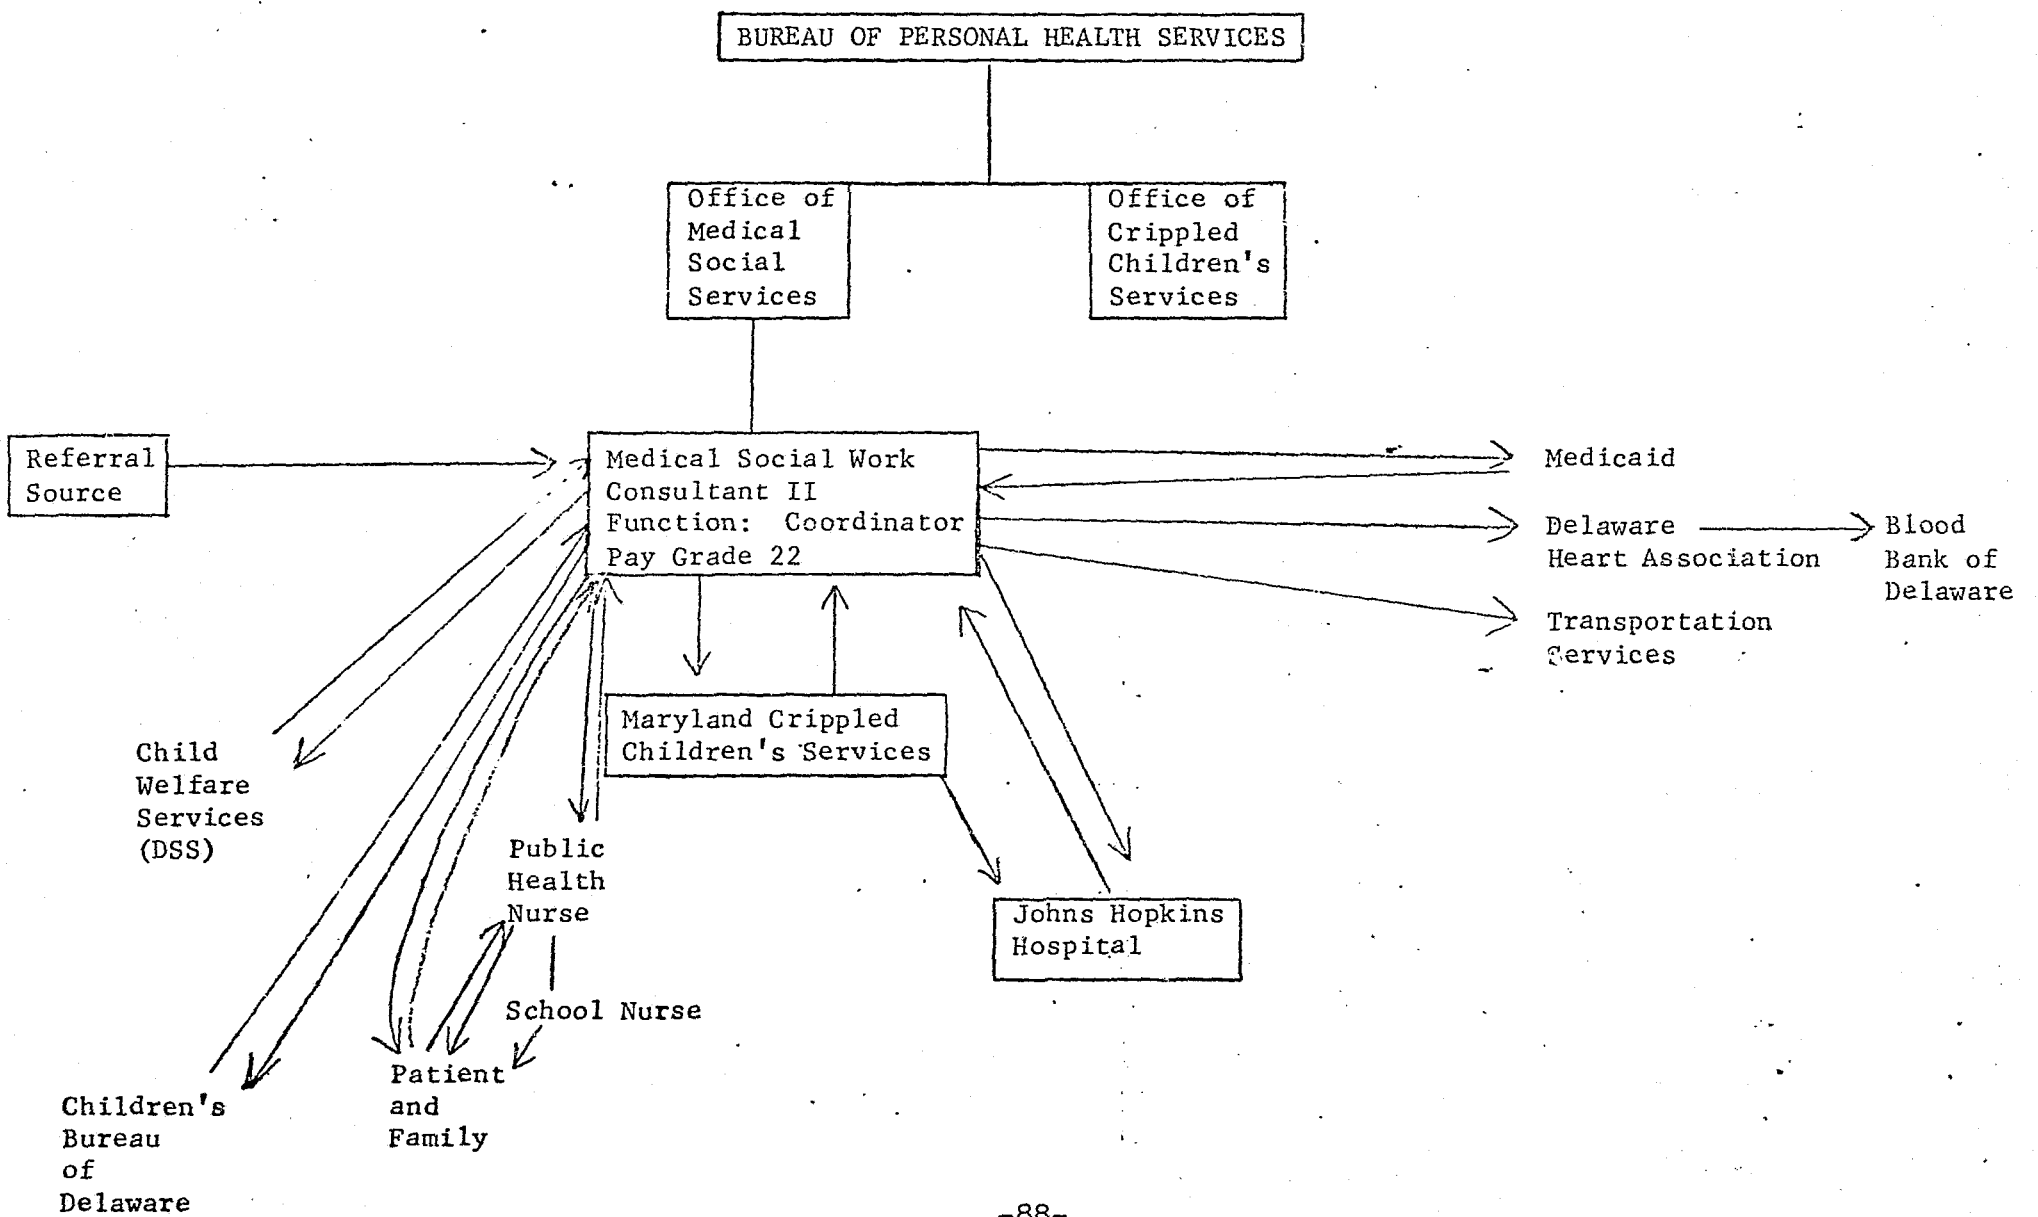 BUREAU OF PERSONAL HEALTH SERVICES
Office of
Medical
Social
Services
Office of
Crippled
Children's
Services
Referral
Source
Medical Social Work
Consultant II
Function: Coordinator
Pay Grade 22
Medicaid
Delaware
Heart Association
Blood
Bank of
Delaware
Transportation
Services
Maryland Crippled
Children's Services
Child
Welfare
Services
(DSS)
Public
Health
Nurse
Johns Hopkins
Hospital
School Nurse
Patient
and
Family
Children's
Bureau
of
Delaware
-88-